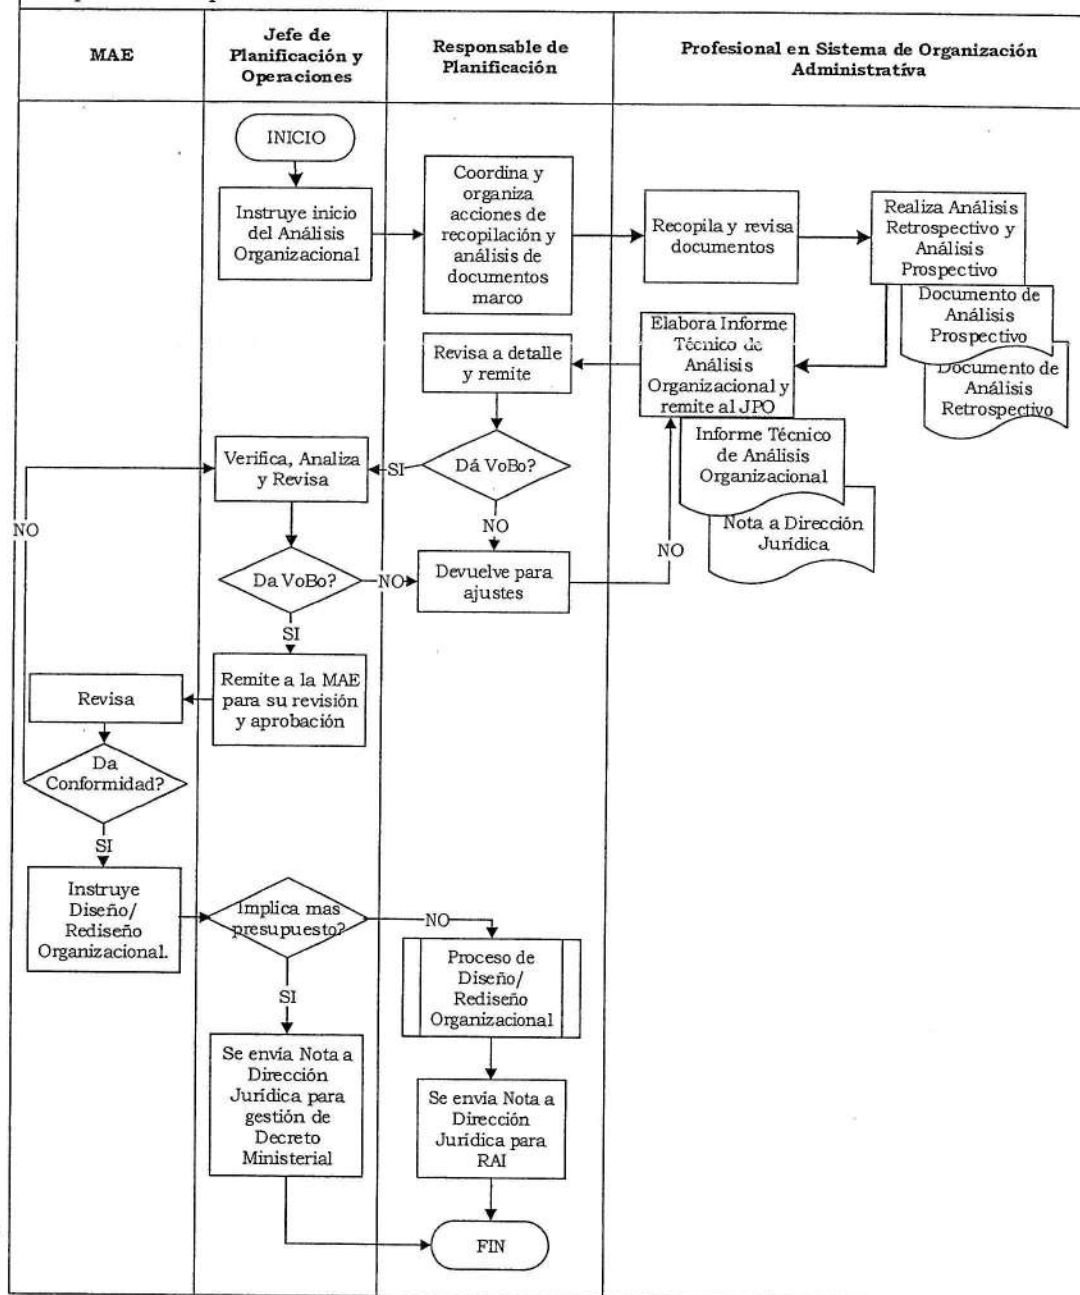 MAE
Jefe de
Planificación y
Operaciones
Responsable de
Planificación
Profesional en Sistema de Organización
Administrativa
INICIO
Instruye inicio
del Análisis
Organizacional
Coordina y
organiza
acciones de
recopilación y
análisis de
documentos
marco
Recopila y revisa
documentos
Realiza Análisis
Retrospectivo y
Análisis
Prospectivo
Documento de
Análisis
Prospectivo
Documento de
Análisis
Retrospectivo
Elabora Informe
Técnico de
Análisis
Organizacional y
remite al JPO
Informe Técnico
de Análisis
Organizacional
Nota a Dirección
Jurídica
Revisa a detalle
y remite
Dá VoBo?
SI
NO
Verifica, Analiza
y Revisa
Da VoBo?
NO
SI
Devuelve para
ajustes
NO
Remite a la MAE
para su revisión
y aprobación
Revisa
Da
Conformidad?
NO
SI
Instruye
Diseño/
Rediseño
Organizacional.
Implica mas
presupuesto?
NO
SI
Proceso de
Diseño/
Rediseño
Organizacional
Se envía Nota a
Dirección
Jurídica para
gestión de
Decreto
Ministerial
Se envía Nota a
Dirección
Jurídica para
RAI
FIN